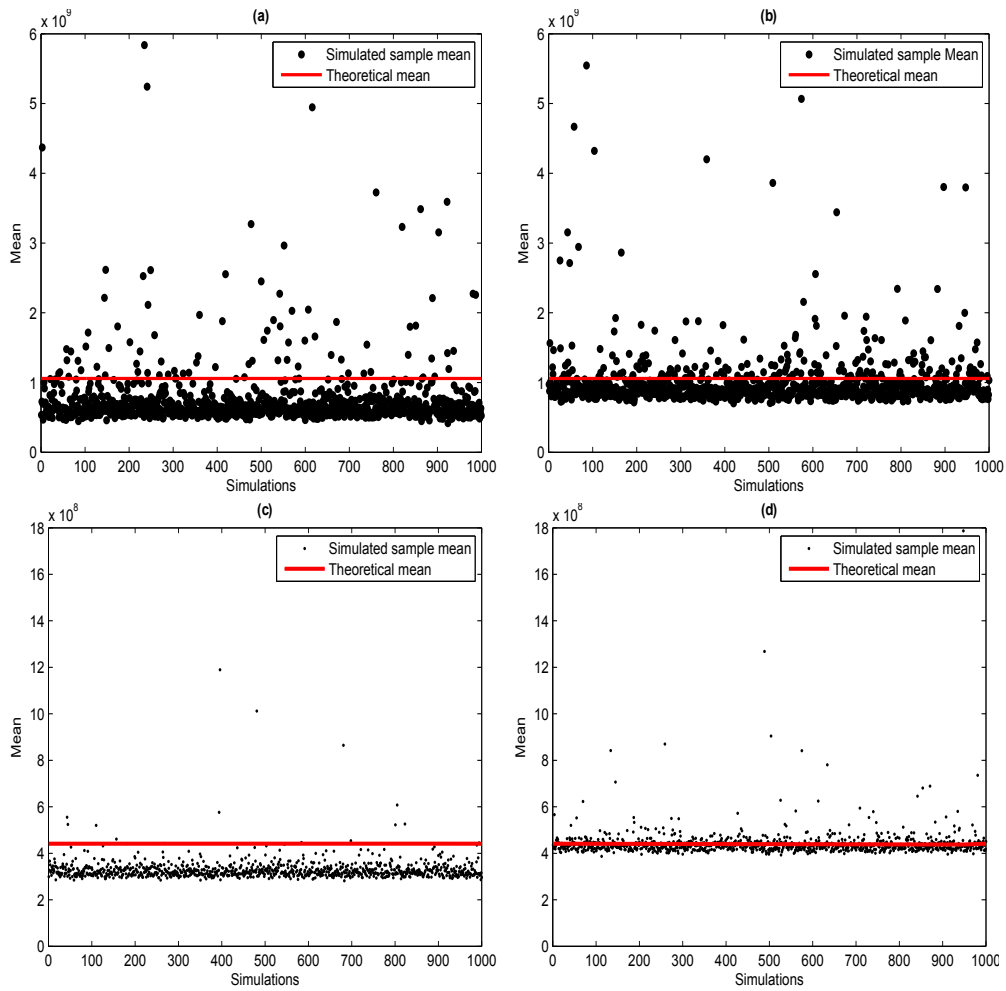 (a)
x 10^9
Simulated sample mean
Theoretical mean
6
5
4
3
2
1
0
Mean
0 100 200 300 400 500 600 700 800 900 1000
Simulations
(b)
x 10^9
Simulated sample Mean
Theoretical mean
6
5
4
3
2
1
0
Mean
0 100 200 300 400 500 600 700 800 900 1000
Simulations
(c)
x 10^8
Simulated sample mean
Theoretical mean
18
16
14
12
10
8
6
4
2
0
Mean
0 100 200 300 400 500 600 700 800 900 1000
Simulations
(d)
x 10^8
Simulated sample mean
Theoretical mean
18
16
14
12
10
8
6
4
2
0
Mean
0 100 200 300 400 500 600 700 800 900 1000
Simulations